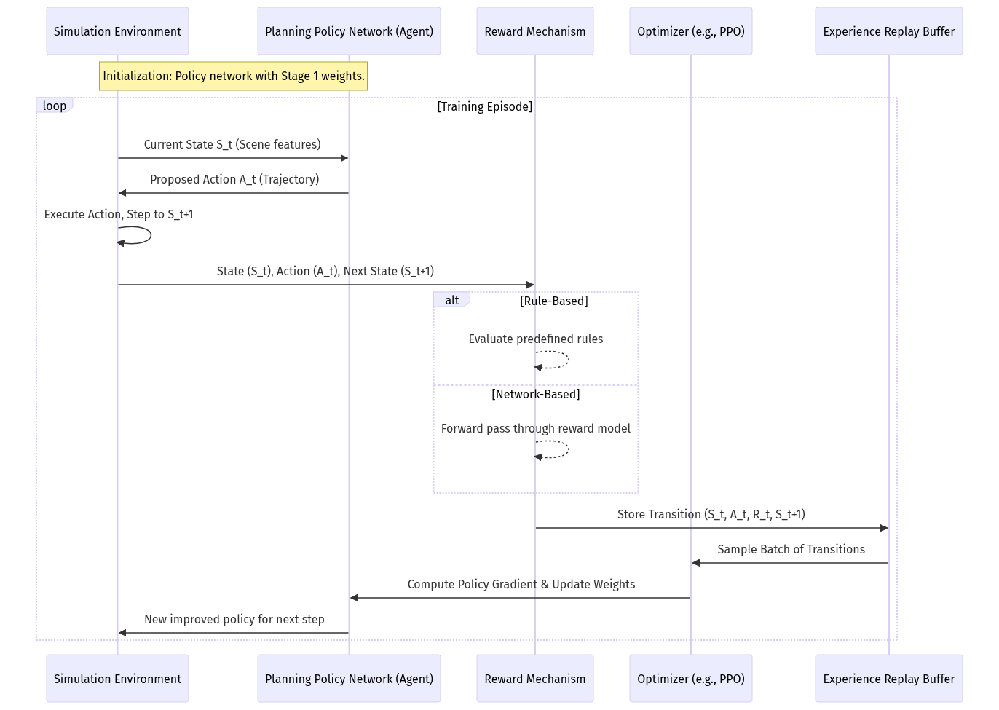 Simulation Environment
Planning Policy Network (Agent)
Reward Mechanism
Optimizer (e.g., PPO)
Experience Replay Buffer
Initialization: Policy network with Stage 1 weights.
loop
[Training Episode]
Current State S_t (Scene features)
Proposed Action A_t (Trajectory)
Execute Action, Step to S_t+1
State (S_t), Action (A_t), Next State (S_t+1)
alt
[Rule-Based]
Evaluate predefined rules
[Network-Based]
Forward pass through reward model
Store Transition (S_t, A_t, R_t, S_t+1)
Sample Batch of Transitions
Compute Policy Gradient & Update Weights
New improved policy for next step
Simulation Environment
Planning Policy Network (Agent)
Reward Mechanism
Optimizer (e.g., PPO)
Experience Replay Buffer